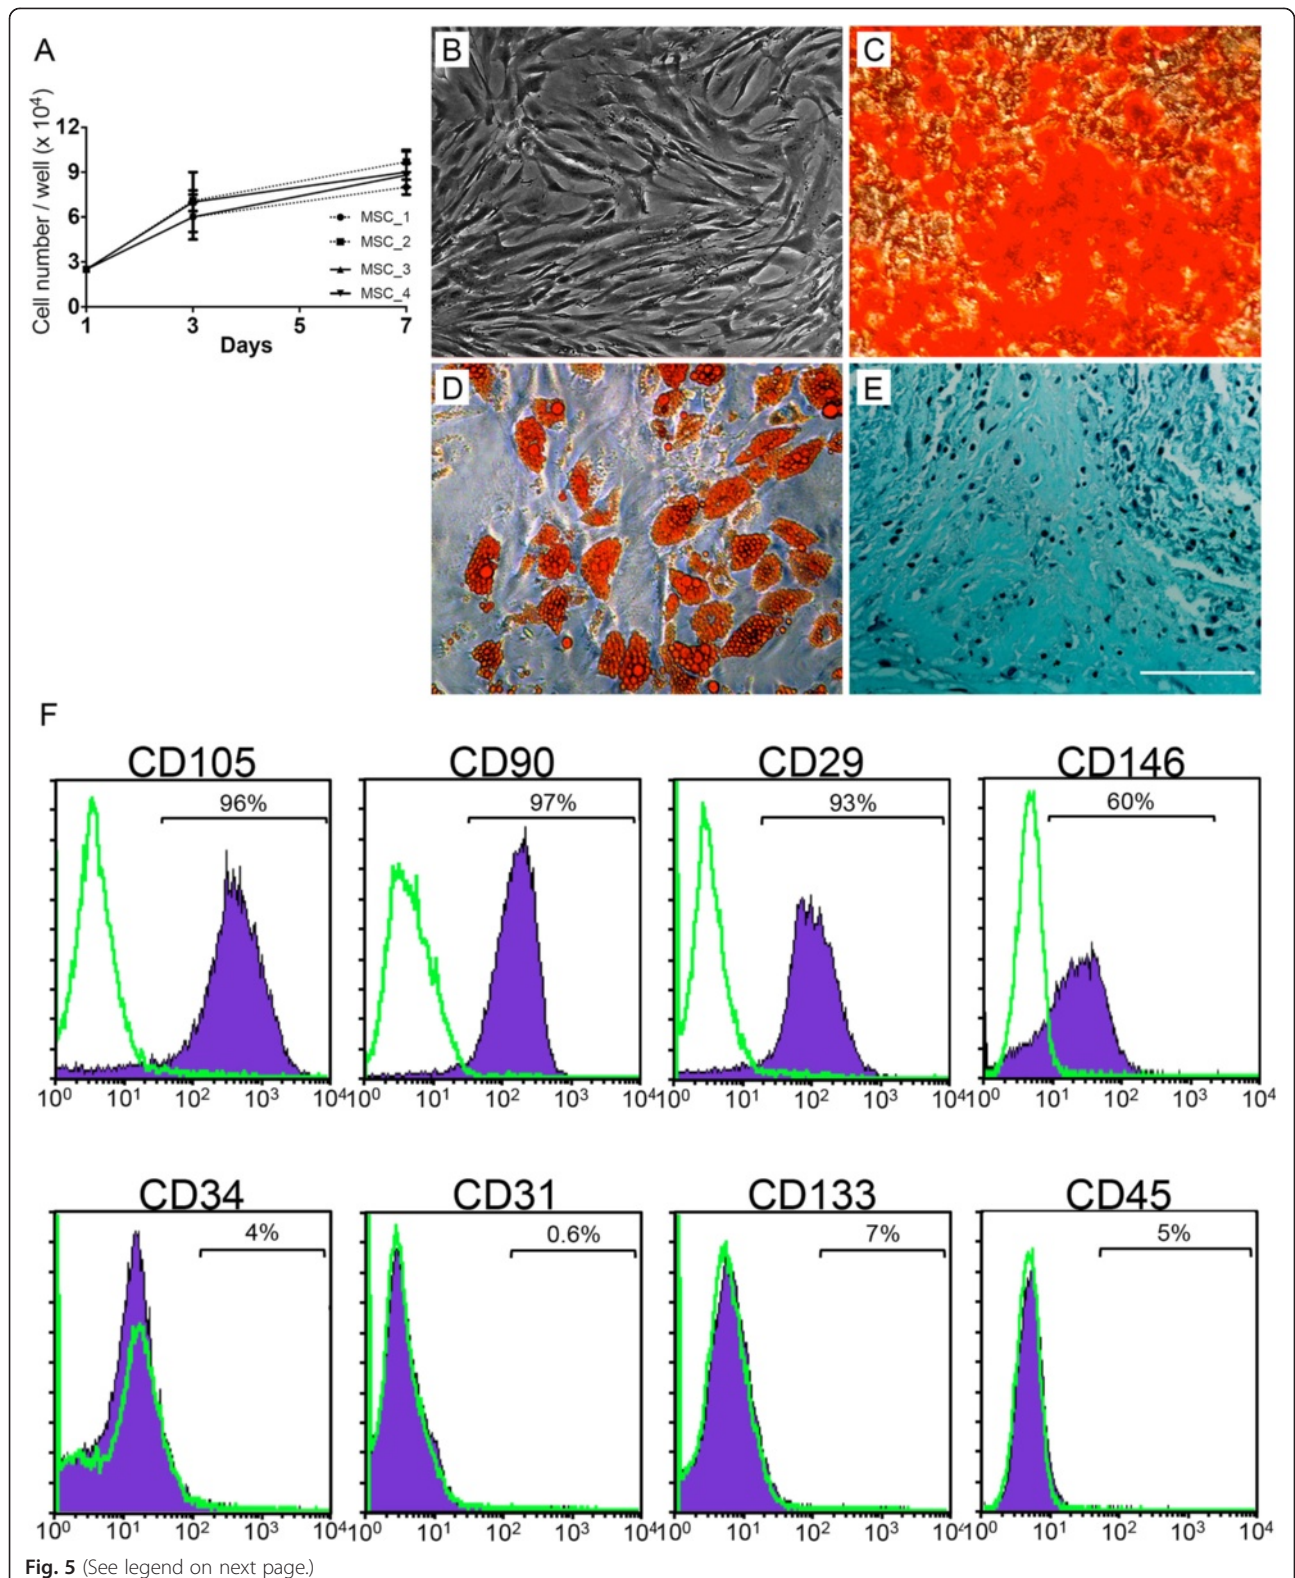 A
Cell number / well (x 10⁴)
12
9
6
3
0
1
3
5
7
Days
MSC_1
MSC_2
MSC_3
MSC_4
B
C
D
E
F
CD105
CD90
CD29
CD146
96%
97%
93%
60%
10⁰ 10¹ 10² 10³ 10⁴
10⁰ 10¹ 10² 10³ 10⁴
10⁰ 10¹ 10² 10³ 10⁴
10⁰ 10¹ 10² 10³ 10⁴
CD34
CD31
CD133
CD45
4%
0.6%
7%
5%
10⁰ 10¹ 10² 10³ 10⁴
10⁰ 10¹ 10² 10³ 10⁴
10⁰ 10¹ 10² 10³ 10⁴
10⁰ 10¹ 10² 10³ 10⁴
Fig. 5 (See legend on next page.)